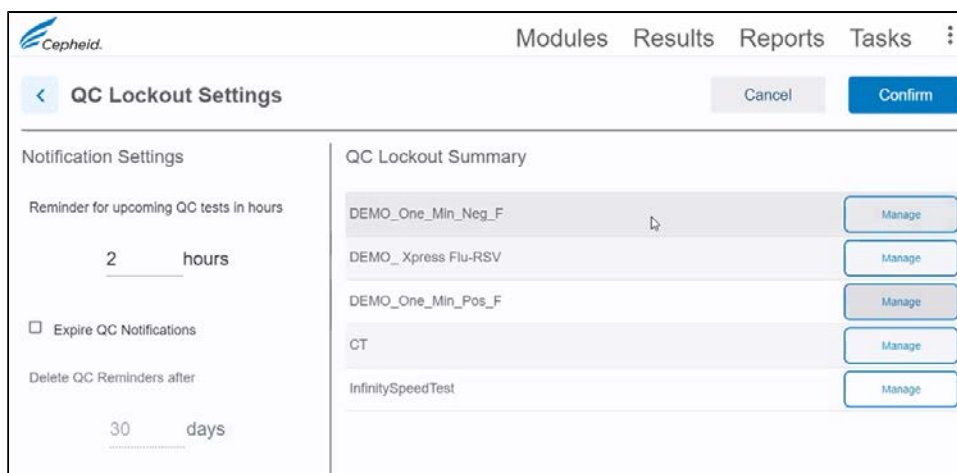 Cepheid.
Modules Results Reports Tasks
QC Lockout Settings
Cancel
Confirm
Notification Settings
Reminder for upcoming QC tests in hours
2 hours
Expire QC Notifications
Delete QC Reminders after
30 days
QC Lockout Summary
DEMO_One_Min_Neg_F Manage
DEMO_ Xpress Flu-RSV Manage
DEMO_One_Min_Pos_F Manage
CT Manage
InfinitySpeedTest Manage